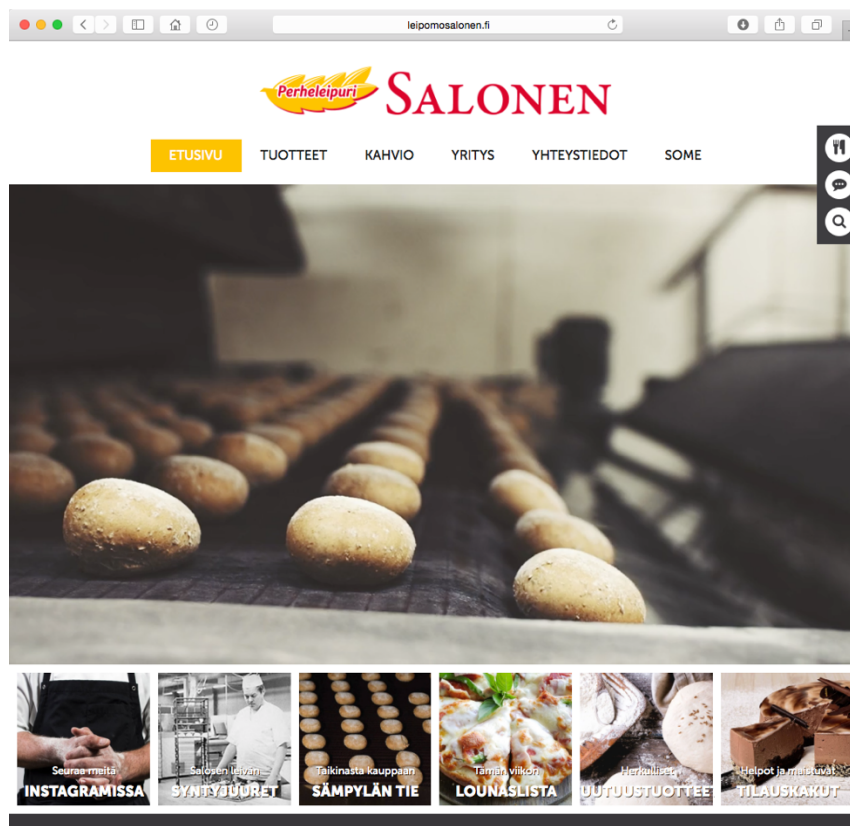 leipomosalonen.fi
Perheleipuri SALONEN
ETUSIVU TUOTTEET KAHVIO YRITYS YHTEYSTIEDOT SOME
Seuraa meitä
INSTAGRAMISSA
Salosen leivän
SYNTYJUURET
Taikinasta kauppaan
SÄMPYLÄN TIE
Tämän viikon
LOUNASLISTA
Herkulliset
UUTUUSTUOTTEET
Helpot ja maistuvat
TILAUSKAKUT